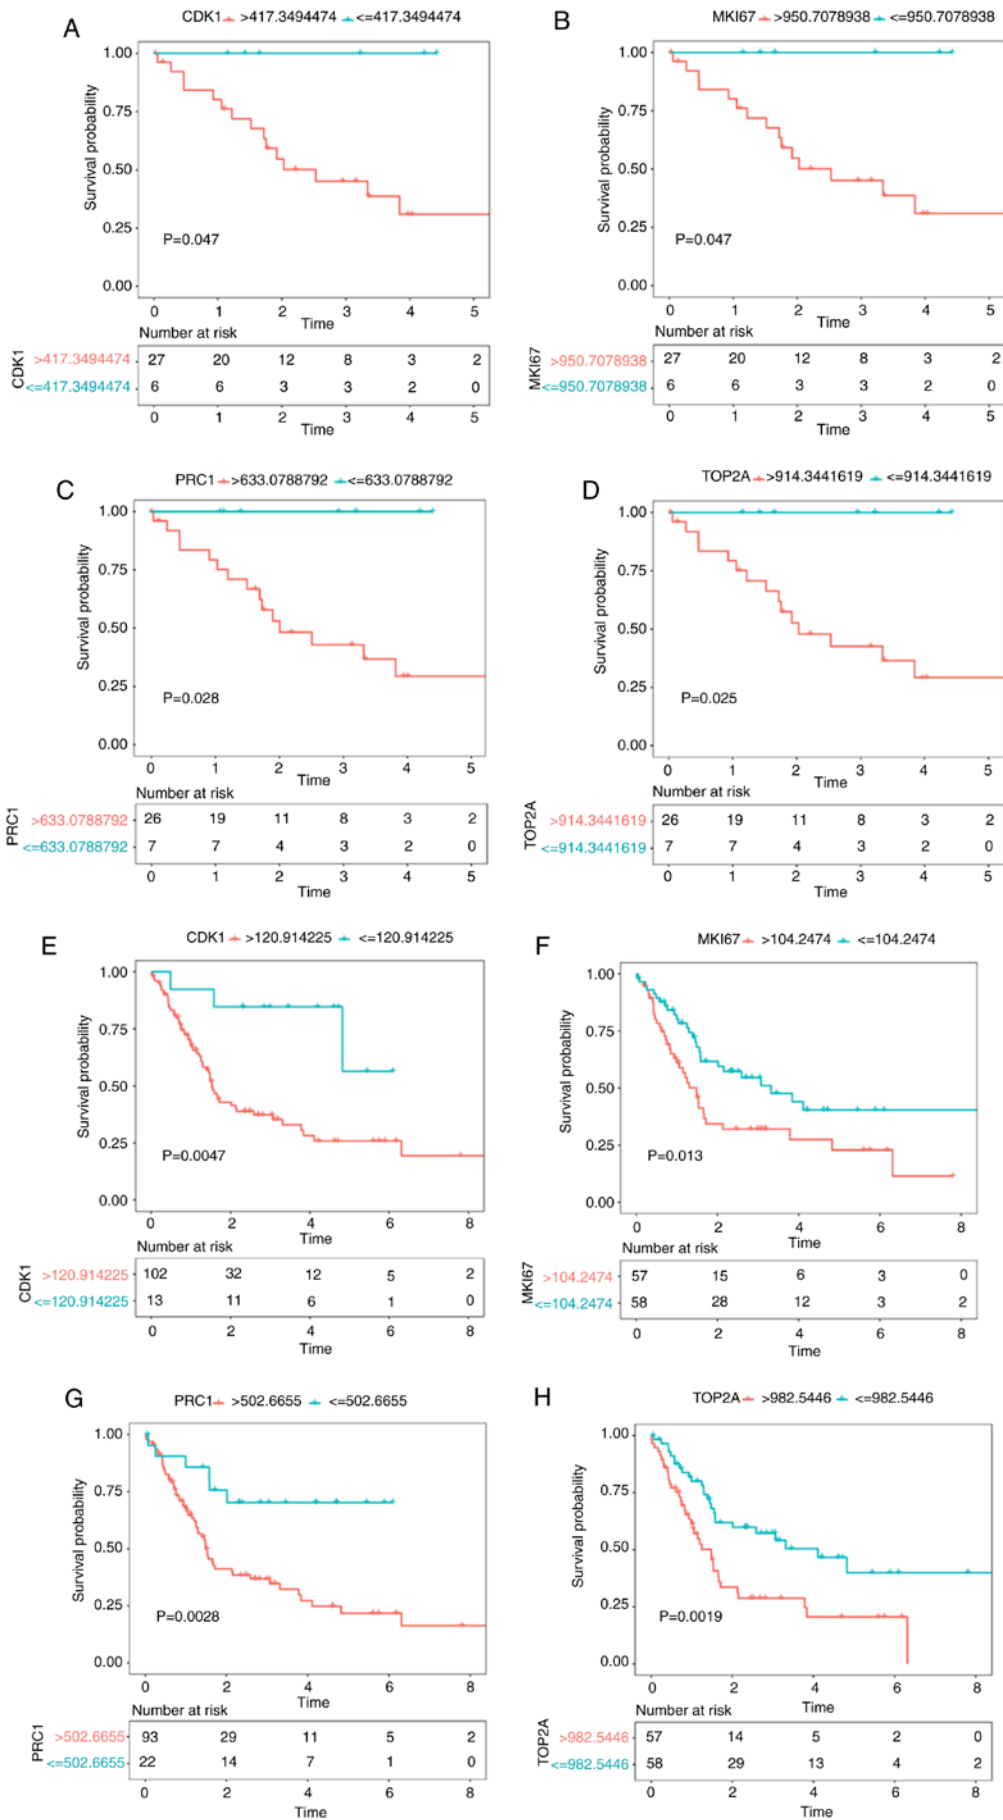 A
CDK1 >417.3494474 <=417.3494474
Survival probability
1.00
0.75
0.50
0.25
0.00
P=0.047
0 1 2 3 4 5
Time
Number at risk
CDK1
>417.3494474 27 20 12 8 3 2
<=417.3494474 6 6 3 3 2 0
0 1 2 3 4 5
Time
B
MKI67 >950.7078938 <=950.7078938
Survival probability
1.00
0.75
0.50
0.25
0.00
P=0.047
0 1 2 3 4 5
Time
Number at risk
MKI67
>950.7078938 27 20 12 8 3 2
<=950.7078938 6 6 3 3 2 0
0 1 2 3 4 5
Time
C
PRC1 >633.0788792 <=633.0788792
Survival probability
1.00
0.75
0.50
0.25
0.00
P=0.028
0 1 2 3 4 5
Time
Number at risk
PRC1
>633.0788792 26 19 11 8 3 2
<=633.0788792 7 7 4 3 2 0
0 1 2 3 4 5
Time
D
TOP2A >914.3441619 <=914.3441619
Survival probability
1.00
0.75
0.50
0.25
0.00
P=0.025
0 1 2 3 4 5
Time
Number at risk
TOP2A
>914.3441619 26 19 11 8 3 2
<=914.3441619 7 7 4 3 2 0
0 1 2 3 4 5
Time
E
CDK1 >120.914225 <=120.914225
Survival probability
1.00
0.75
0.50
0.25
0.00
P=0.0047
0 2 4 6 8
Time
Number at risk
CDK1
>120.914225 102 32 12 5 2
<=120.914225 13 11 6 1 0
0 2 4 6 8
Time
F
MKI67 >104.2474 <=104.2474
Survival probability
1.00
0.75
0.50
0.25
0.00
P=0.013
0 2 4 6 8
Time
Number at risk
MKI67
>104.2474 57 15 6 3 0
<=104.2474 58 28 12 3 2
0 2 4 6 8
Time
G
PRC1 >502.6655 <=502.6655
Survival probability
1.00
0.75
0.50
0.25
0.00
P=0.0028
0 2 4 6 8
Time
Number at risk
PRC1
>502.6655 93 29 11 5 2
<=502.6655 22 14 7 1 0
0 2 4 6 8
Time
H
TOP2A >982.5446 <=982.5446
Survival probability
1.00
0.75
0.50
0.25
0.00
P=0.0019
0 2 4 6 8
Time
Number at risk
TOP2A
>982.5446 57 14 5 2 0
<=982.5446 58 29 13 4 2
0 2 4 6 8
Time